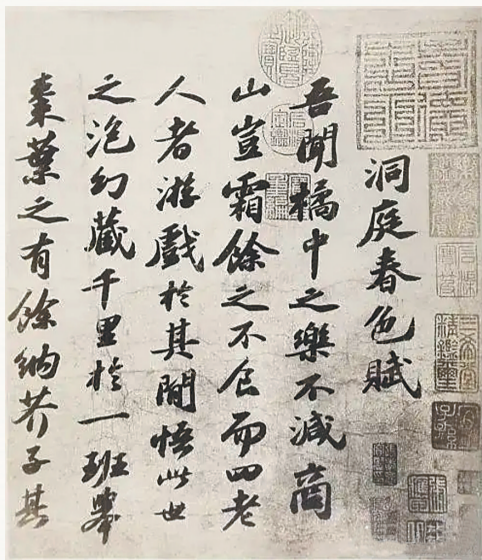 洞庭春色賦
吾聞橘中之樂不減商
山豈霜餘之不食而四老
人者游戲於其間悟此世
之泡幻藏千里於一班舉
棗葉之有餘納芥子其